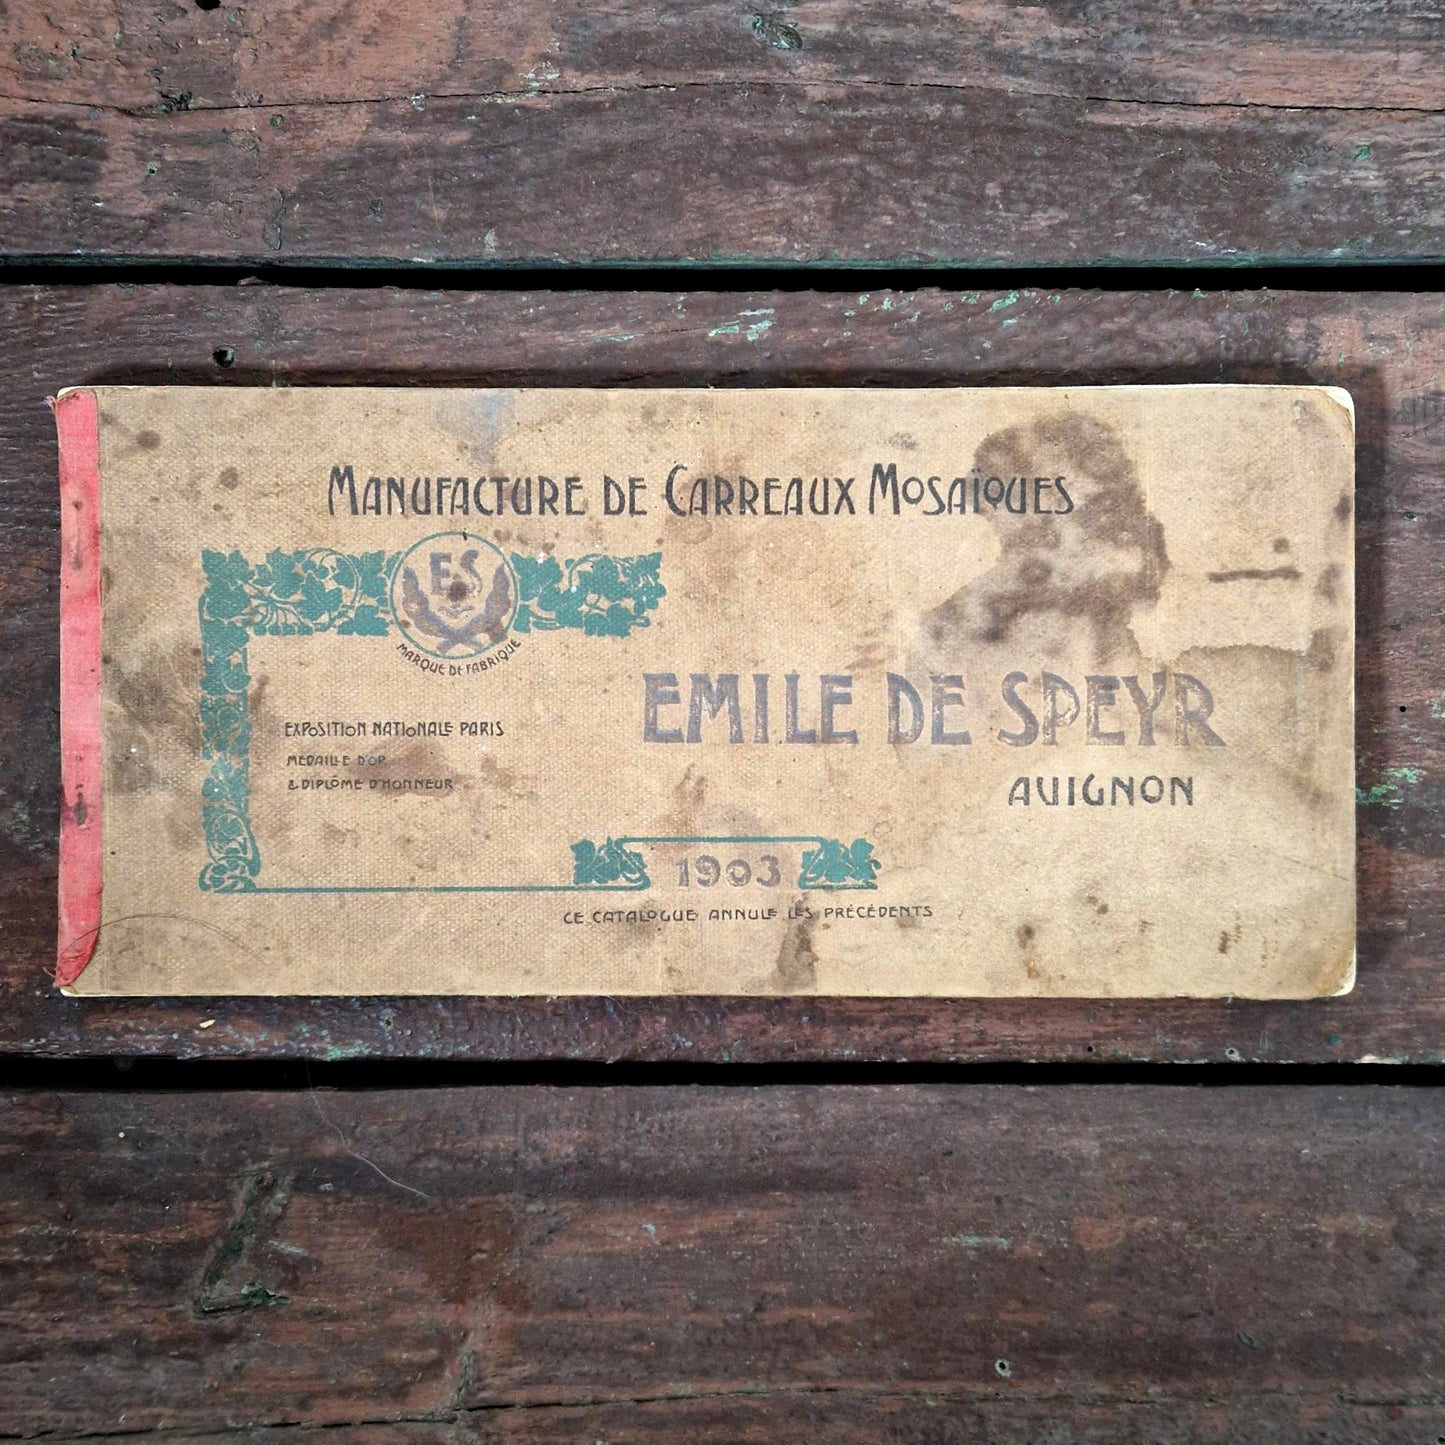 MANUFACTURE DE CARREAUX MOSAÏQUES
ES
MARQUE DE FABRIQUE
EXPOSITION NATIONALE PARIS
MEDAILLE D'OR
& DIPLÔME D'HONNEUR
EMILE DE SPEYR
AVIGNON
1903
CE CATALOGUE ANNULE LES PRÉCÉDENTS